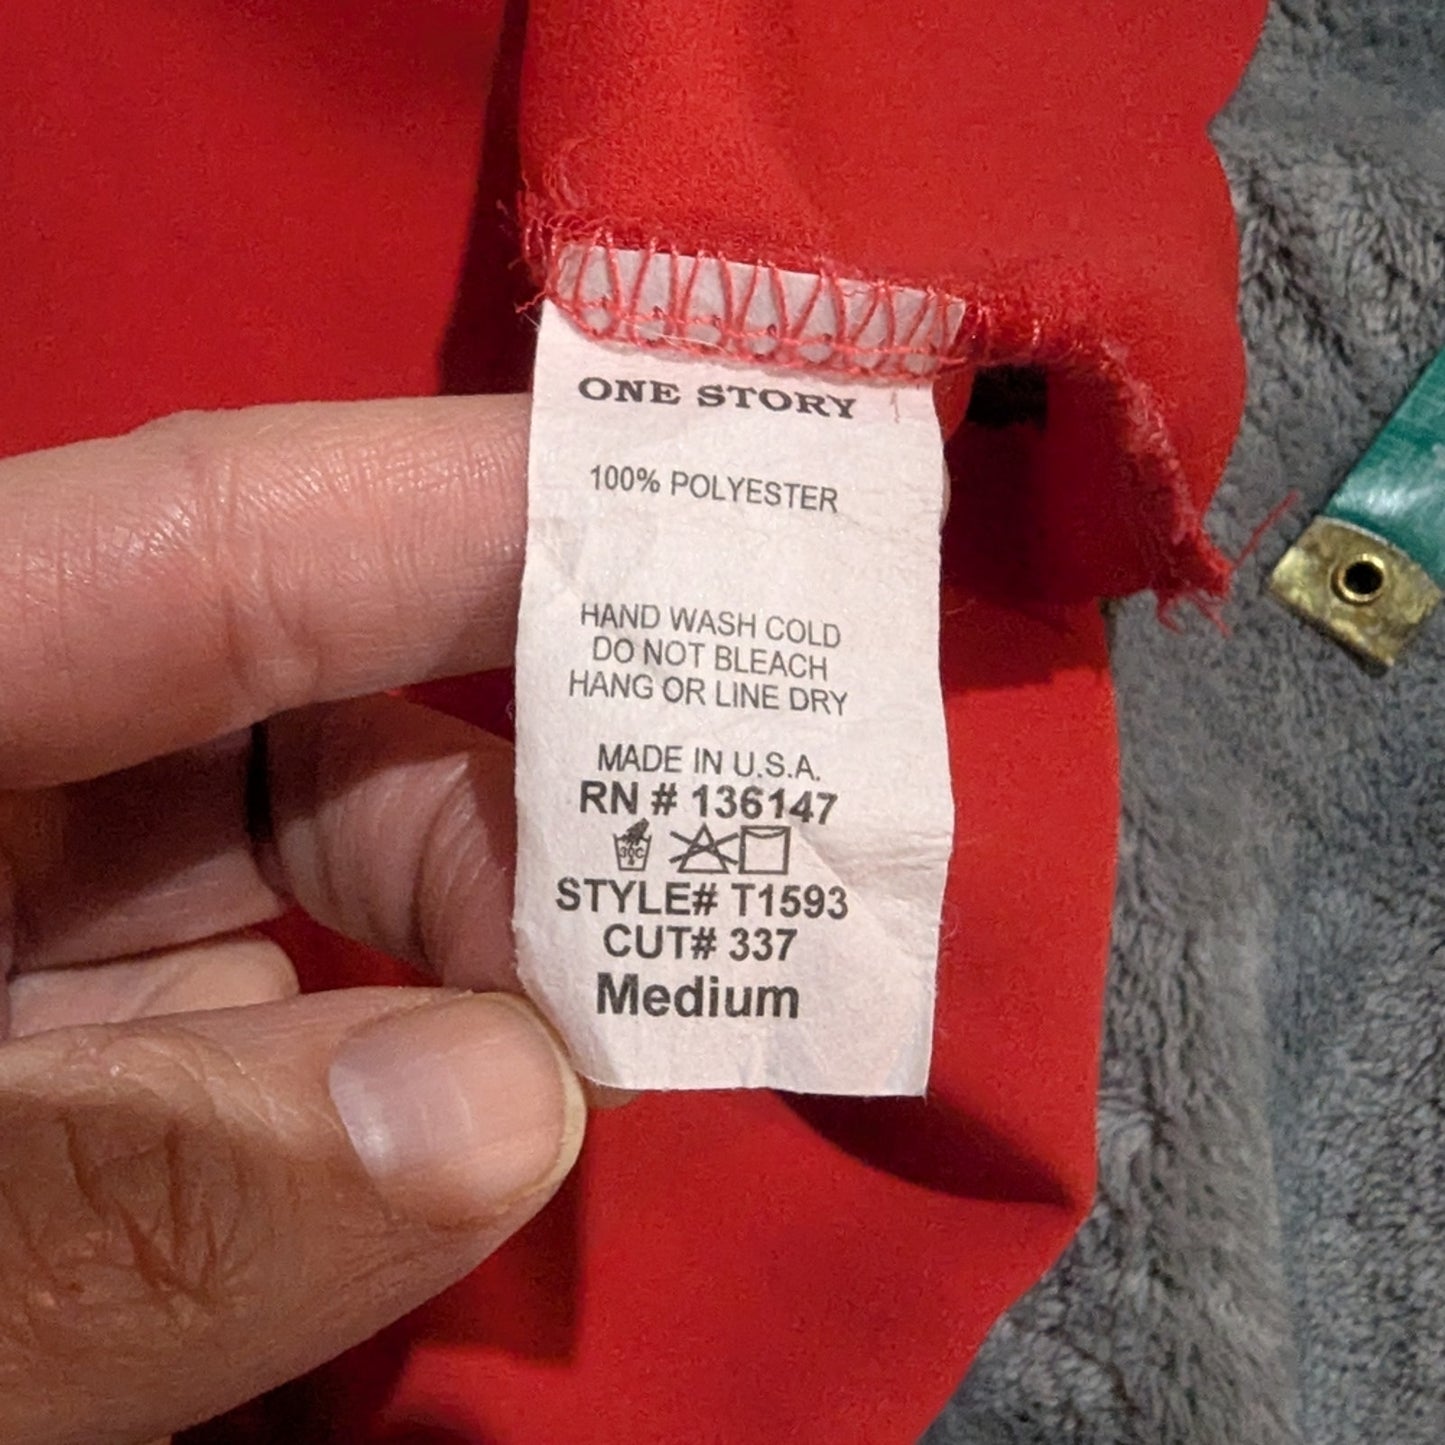 ONE STORY
100% POLYESTER
HAND WASH COLD
DO NOT BLEACH
HANG OR LINE DRY
MADE IN U.S.A.
RN # 136147
30C
STYLE# T1593
CUT# 337
Medium